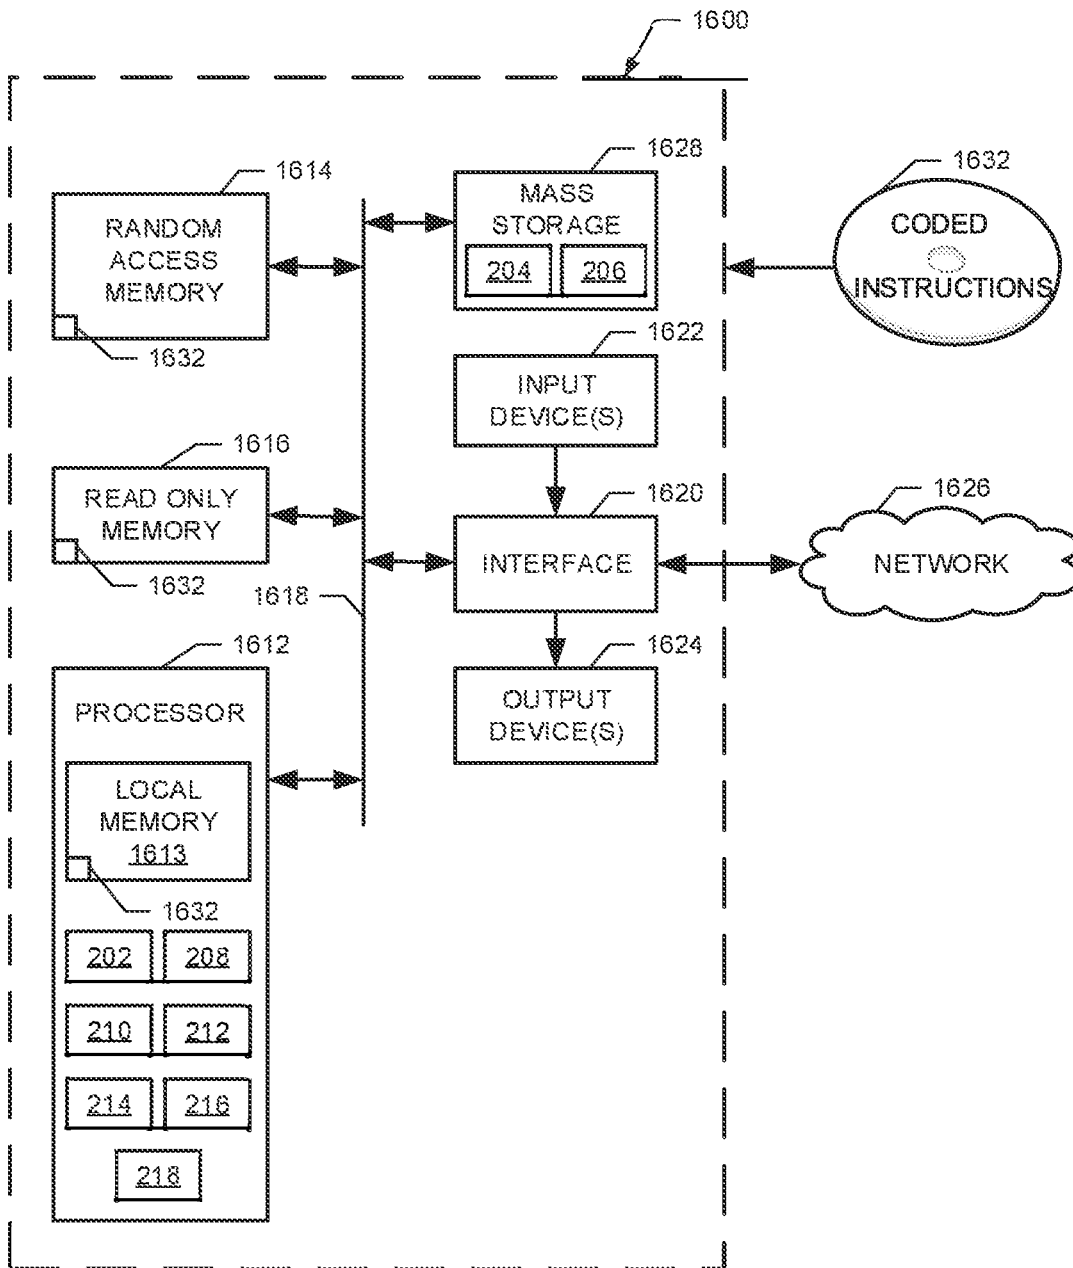 1600
1614
RANDOM
ACCESS
MEMORY
1632
1628
MASS
STORAGE
204 206
1632
CODED
INSTRUCTIONS
1622
INPUT
DEVICE(S)
1616
READ ONLY
MEMORY
1632
1620
INTERFACE
1626
NETWORK
1618
1624
OUTPUT
DEVICE(S)
1612
PROCESSOR
LOCAL
MEMORY
1613
1632
202 208
210 212
214 216
218